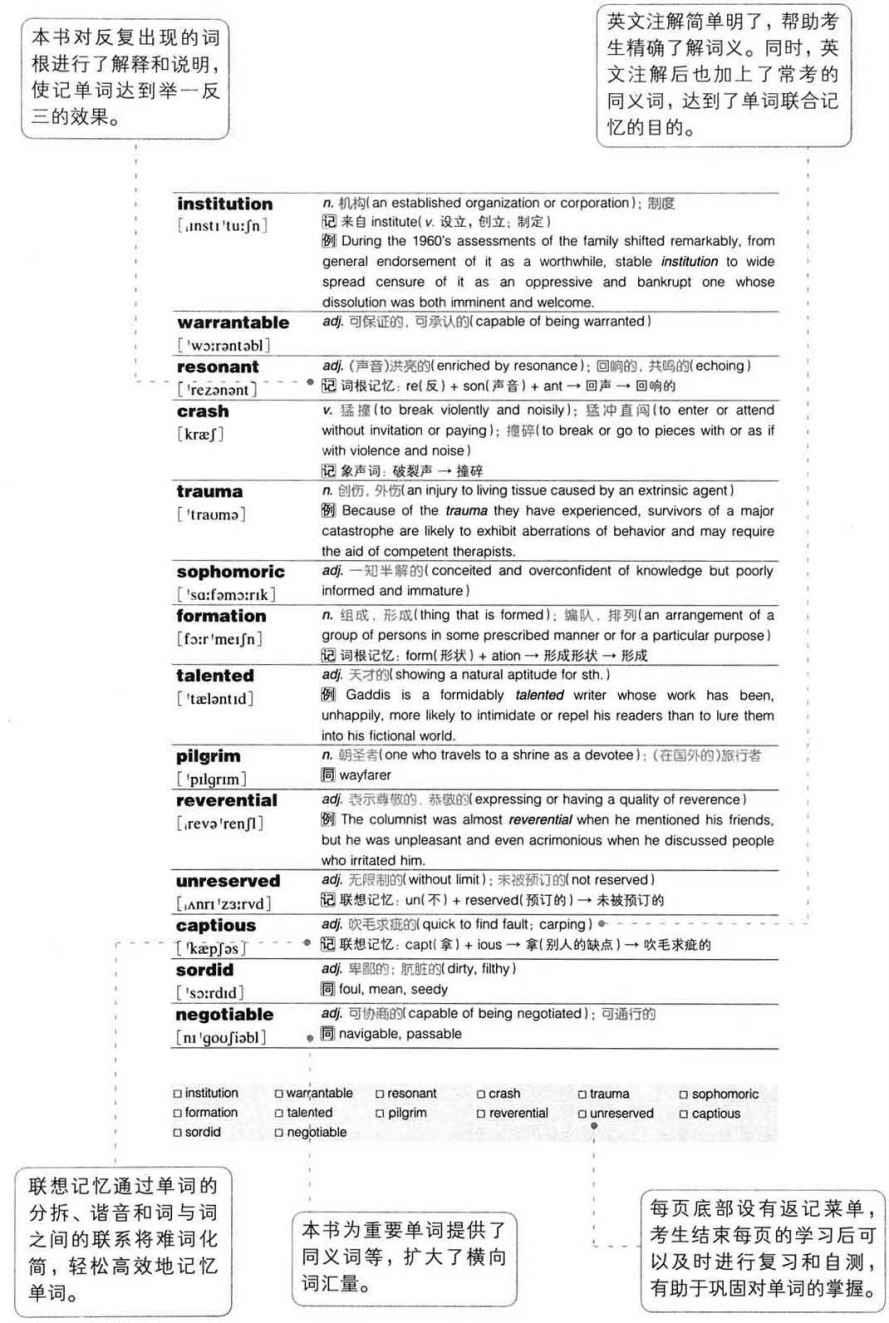 本书对反复出现的词
根进行了解释和说明，
使记单词达到举一反
三的效果。
英文注解简单明了，帮助考
生精确了解词义。同时，英
文注解后也加上了常考的
同义词，达到了单词联合记
忆的目的。
institution
[ˌɪnstɪˈtuːʃn]
n. 机构(an established organization or corporation)；制度
记 来自 institute(v. 设立，创立；制定)
例 During the 1960's assessments of the family shifted remarkably, from
general endorsement of it as a worthwhile, stable institution to wide
spread censure of it as an oppressive and bankrupt one whose
dissolution was both imminent and welcome.
warrantable
[ˈwɔːrəntəbl]
adj. 可保证的，可承认的(capable of being warranted)
resonant
[ˈrezənənt]
adj. (声音)洪亮的(enriched by resonance)；回响的，共鸣的(echoing)
记 词根记忆：re(反) + son(声音) + ant → 回声 → 回响的
crash
[kræʃ]
v. 猛撞(to break violently and noisily)；猛冲直闯(to enter or attend
without invitation or paying)；撞碎(to break or go to pieces with or as if
with violence and noise)
记 象声词：破裂声 → 撞碎
trauma
[ˈtraʊmə]
n. 创伤，外伤(an injury to living tissue caused by an extrinsic agent)
例 Because of the trauma they have experienced, survivors of a major
catastrophe are likely to exhibit aberrations of behavior and may require
the aid of competent therapists.
sophomoric
[ˈsɑːfəmɔːrɪk]
adj. 一知半解的(conceited and overconfident of knowledge but poorly
informed and immature)
formation
[fɔːrˈmeɪʃn]
n. 组成，形成(thing that is formed)；编队，排列(an arrangement of a
group of persons in some prescribed manner or for a particular purpose)
记 词根记忆：form(形状) + ation → 形成形状 → 形成
talented
[ˈtæləntɪd]
adj. 天才的(showing a natural aptitude for sth.)
例 Gaddis is a formidably talented writer whose work has been,
unhappily, more likely to intimidate or repel his readers than to lure them
into his fictional world.
pilgrim
[ˈpɪlɡrɪm]
n. 朝圣者(one who travels to a shrine as a devotee)；(在国外的)旅行者
同 wayfarer
reverential
[ˌrevəˈrenʃl]
adj. 表示尊敬的，恭敬的(expressing or having a quality of reverence)
例 The columnist was almost reverential when he mentioned his friends,
but he was unpleasant and even acrimonious when he discussed people
who irritated him.
unreserved
[ˌʌnrɪˈzɜːrvd]
adj. 无限制的(without limit)；未被预订的(not reserved)
记 联想记忆：un(不) + reserved(预订的) → 未被预订的
captious
[ˈkæpʃəs]
adj. 吹毛求疵的(quick to find fault; carping)
记 联想记忆：capt(拿) + ious → 拿(别人的缺点) → 吹毛求疵的
sordid
[ˈsɔːrdɪd]
adj. 卑鄙的；肮脏的(dirty, filthy)
同 foul, mean, seedy
negotiable
[nɪˈɡoʊʃiəbl]
adj. 可协商的(capable of being negotiated)；可通行的
同 navigable, passable
□ institution □ warrantable □ resonant □ crash □ trauma □ sophomoric
□ formation □ talented □ pilgrim □ reverential □ unreserved □ captious
□ sordid □ negotiable
联想记忆通过单词的
分拆、谐音和词与词
之间的联系将难词化
简，轻松高效地记忆
单词。
本书为重要单词提供了
同义词等，扩大了横向
词汇量。
每页底部设有返记菜单，
考生结束每页的学习后可
以及时进行复习和自测，
有助于巩固对单词的掌握。